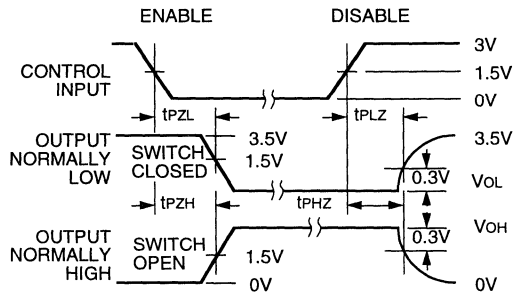 ENABLE DISABLE
3V
CONTROL INPUT 1.5V
0V
tPZL tPLZ
OUTPUT NORMALLY LOW
SWITCH CLOSED
3.5V 3.5V
1.5V
0.3V VOL
tPZH tPHZ
VOH
0.3V
OUTPUT NORMALLY HIGH
SWITCH OPEN
1.5V
0V 0V